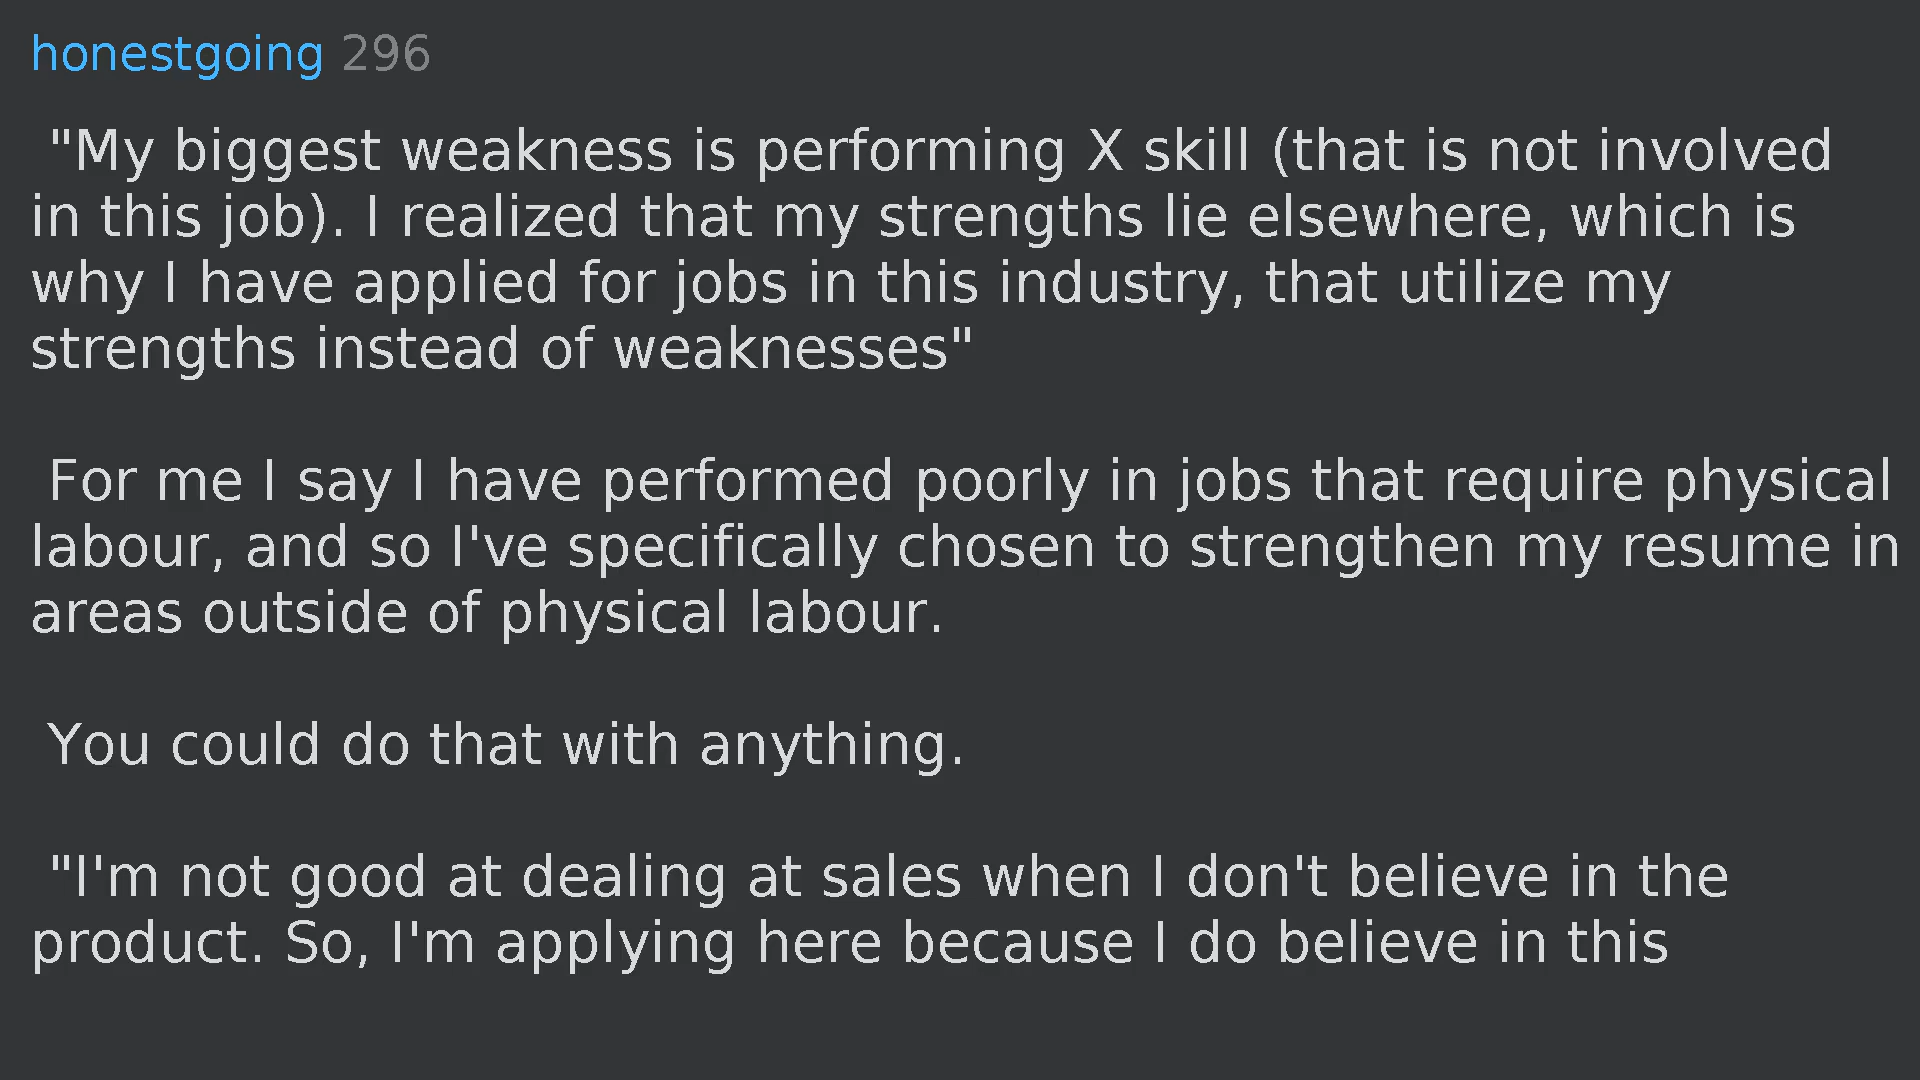 honestgoing 296
"My biggest weakness is performing X skill (that is not involved
in this job). I realized that my strengths lie elsewhere, which is
why I have applied for jobs in this industry, that utilize my
strengths instead of weaknesses"
For me I say I have performed poorly in jobs that require physical
labour, and so I've specifically chosen to strengthen my resume in
areas outside of physical labour.
You could do that with anything.
"I'm not good at dealing at sales when I don't believe in the
product. So, I'm applying here because I do believe in this